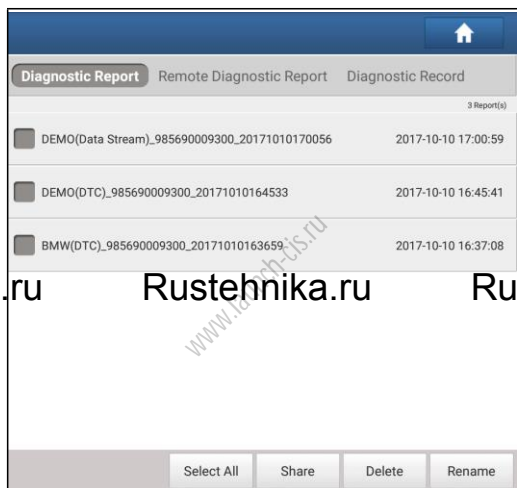 Diagnostic Report Remote Diagnostic Report Diagnostic Record
3 Report(s)
DEMO(Data Stream)_985690009300_20171010170056 2017-10-10 17:00:59
DEMO(DTC)_985690009300_20171010164533 2017-10-10 16:45:41
BMW(DTC)_985690009300_20171010163659 2017-10-10 16:37:08
.ru Rustehnika.ru Ru
www.launch-cis.ru
Select All Share Delete Rename